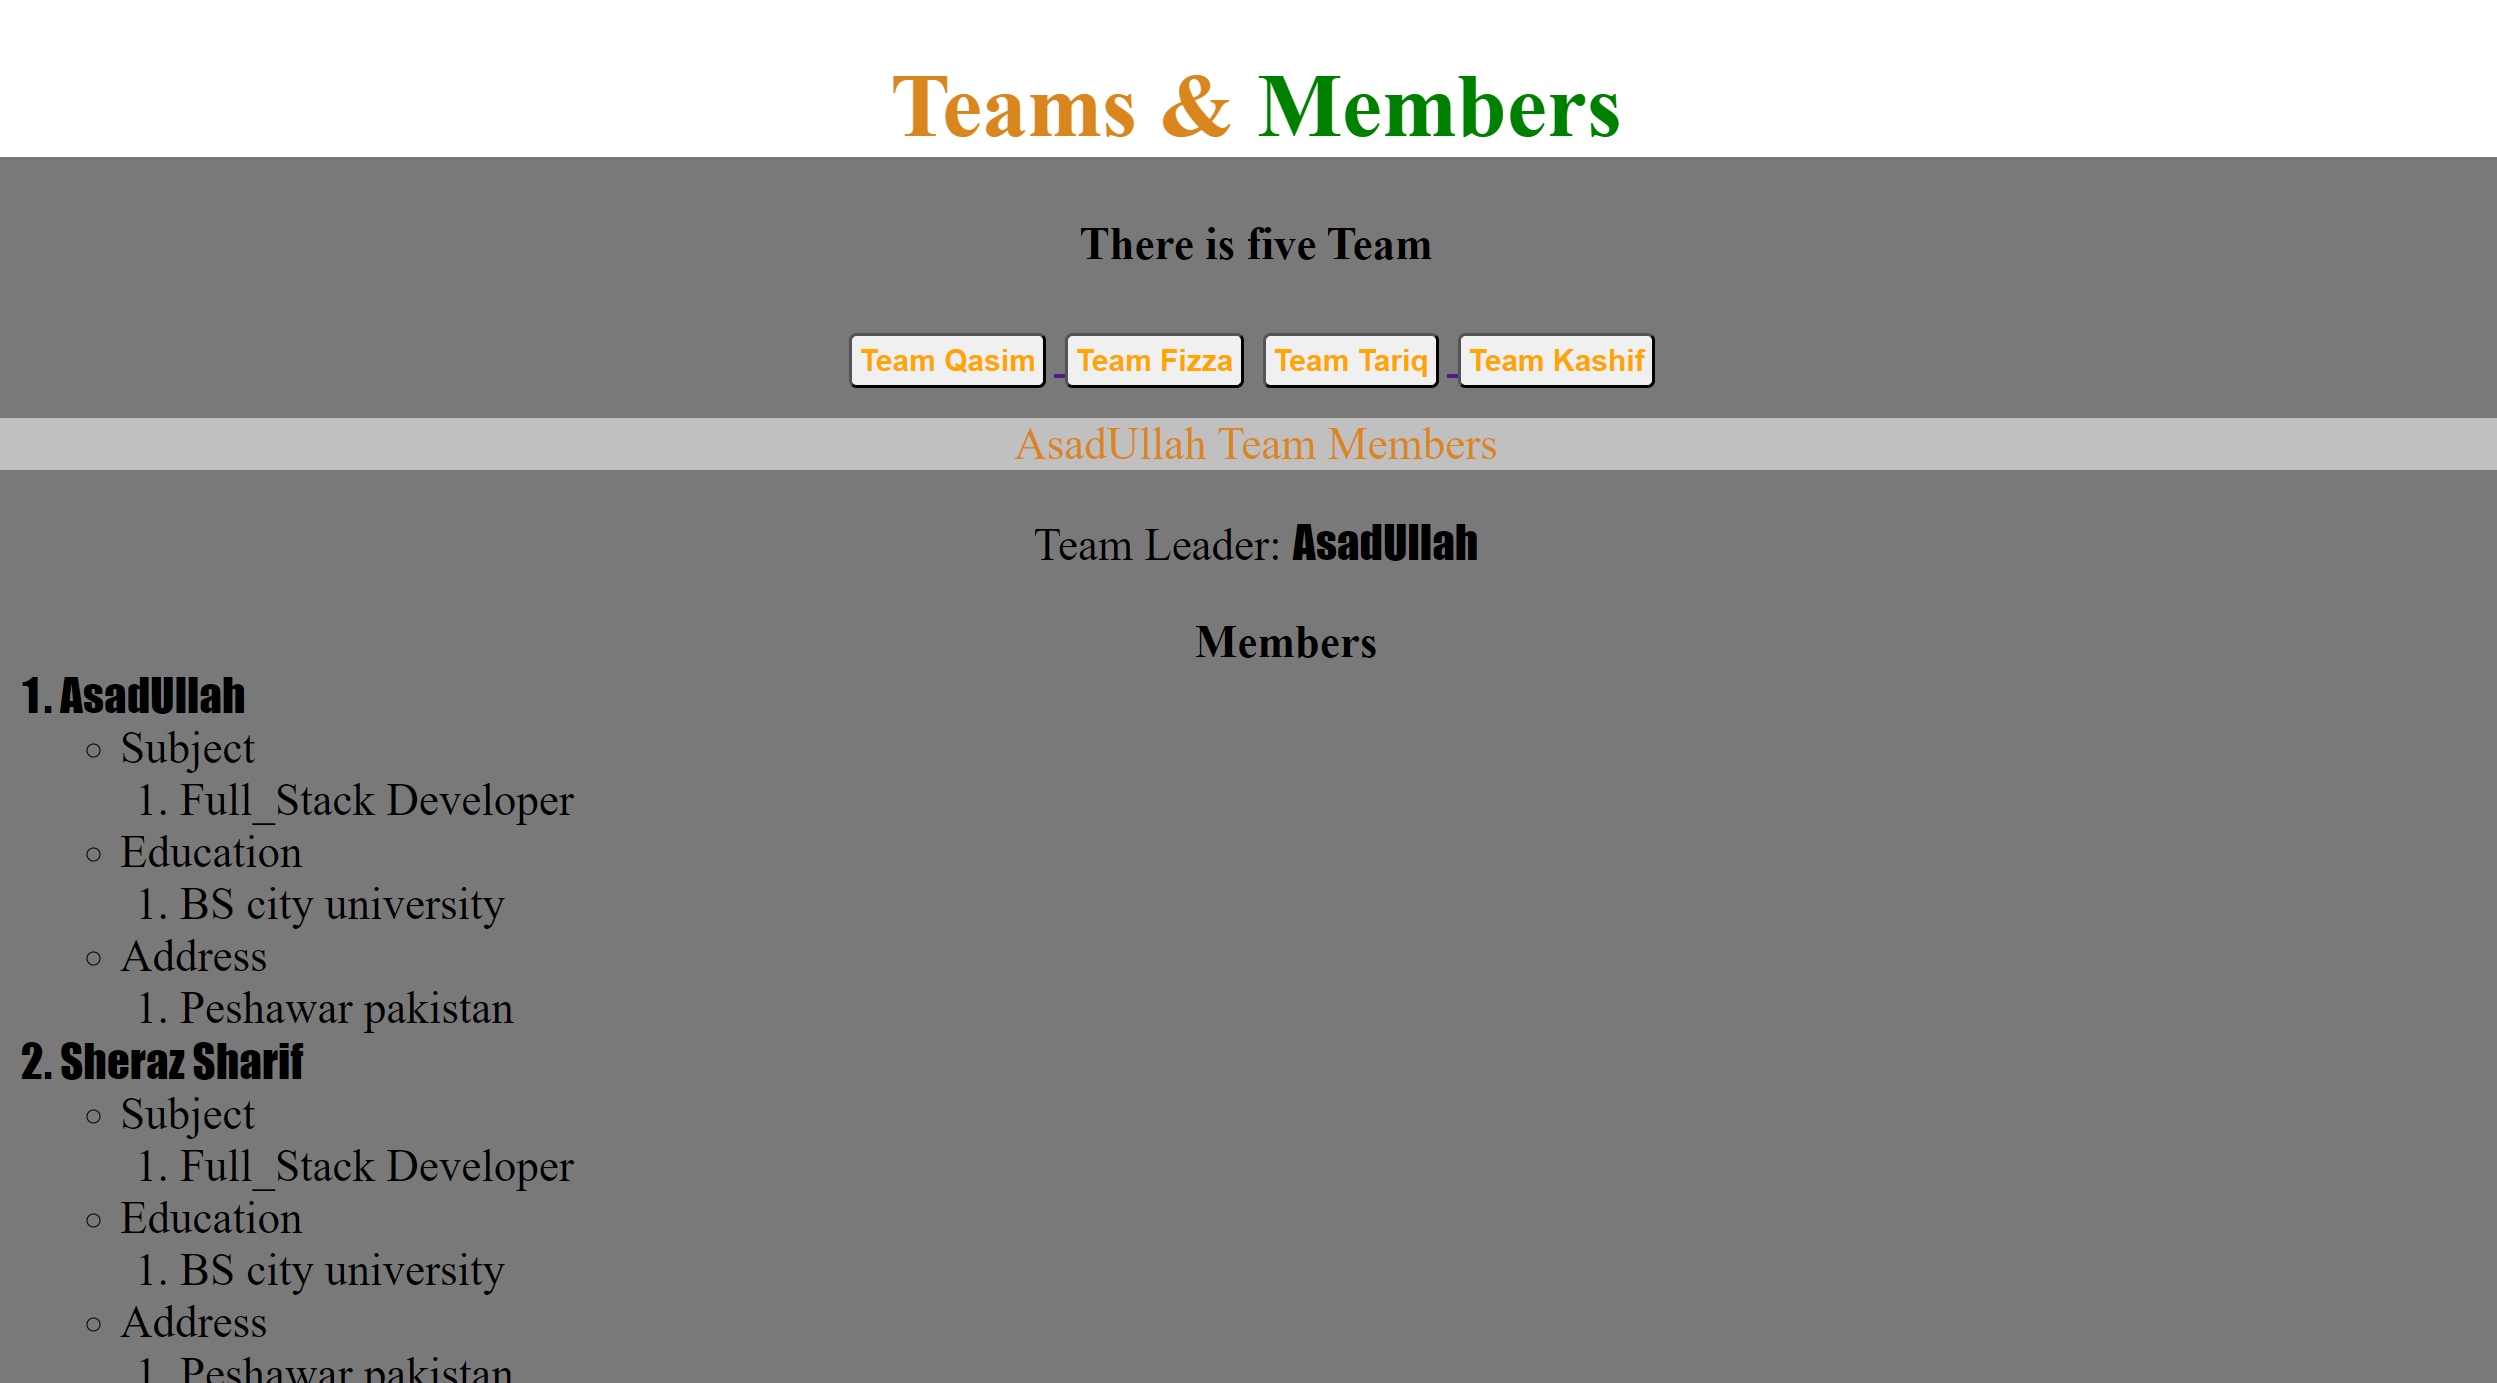 Teams & Members
There is five Team
Team Qasim Team Fizza Team Tariq Team Kashif
AsadUllah Team Members
Team Leader: AsadUllah
Members
1. AsadUllah
Subject
1. Full_Stack Developer
Education
1. BS city university
Address
1. Peshawar pakistan
2. Sheraz Sharif
Subject
1. Full_Stack Developer
Education
1. BS city university
Address
1. Peshawar pakistan